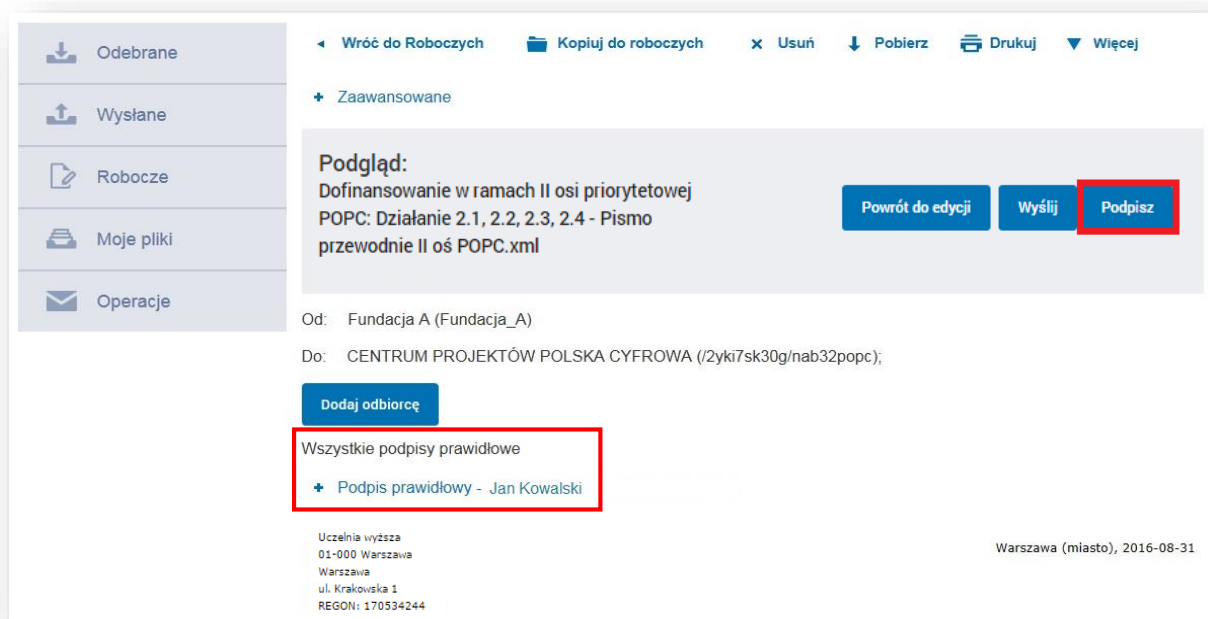 Odebrane
Wysłane
Robocze
Moje pliki
Operacje
Wróć do Roboczych Kopiuj do roboczych Usuń Pobierz Drukuj Więcej
Zaawansowane
Podgląd:
Dofinansowanie w ramach II osi priorytetowej
POPC: Działanie 2.1, 2.2, 2.3, 2.4 - Pismo
przewodnie II oś POPC.xml
Powrót do edycji Wyślij Podpisz
Od: Fundacja A (Fundacja_A)
Do: CENTRUM PROJEKTÓW POLSKA CYFROWA (/2yki7sk30g/nab32popc);
Dodaj odbiorcę
Wszystkie podpisy prawidłowe
Podpis prawidłowy - Jan Kowalski
Uczelnia wyższa
01-000 Warszawa
Warszawa
ul. Krakowska 1
REGON: 170534244
Warszawa (miasto), 2016-08-31